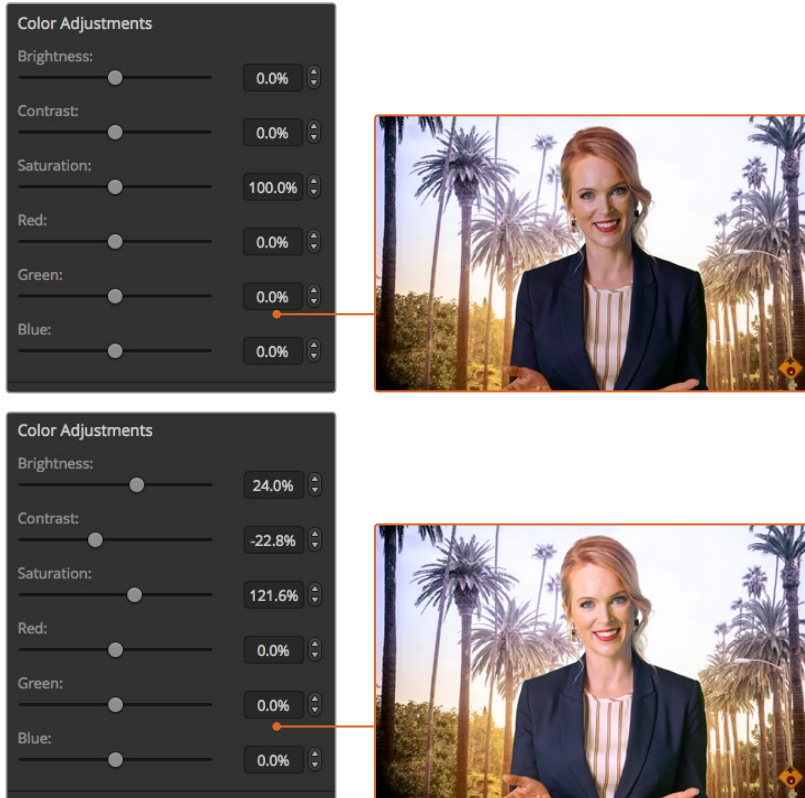 Color Adjustments
Brightness:
0.0%
Contrast:
0.0%
Saturation:
100.0%
Red:
0.0%
Green:
0.0%
Blue:
0.0%
Color Adjustments
Brightness:
24.0%
Contrast:
-22.8%
Saturation:
121.6%
Red:
0.0%
Green:
0.0%
Blue:
0.0%